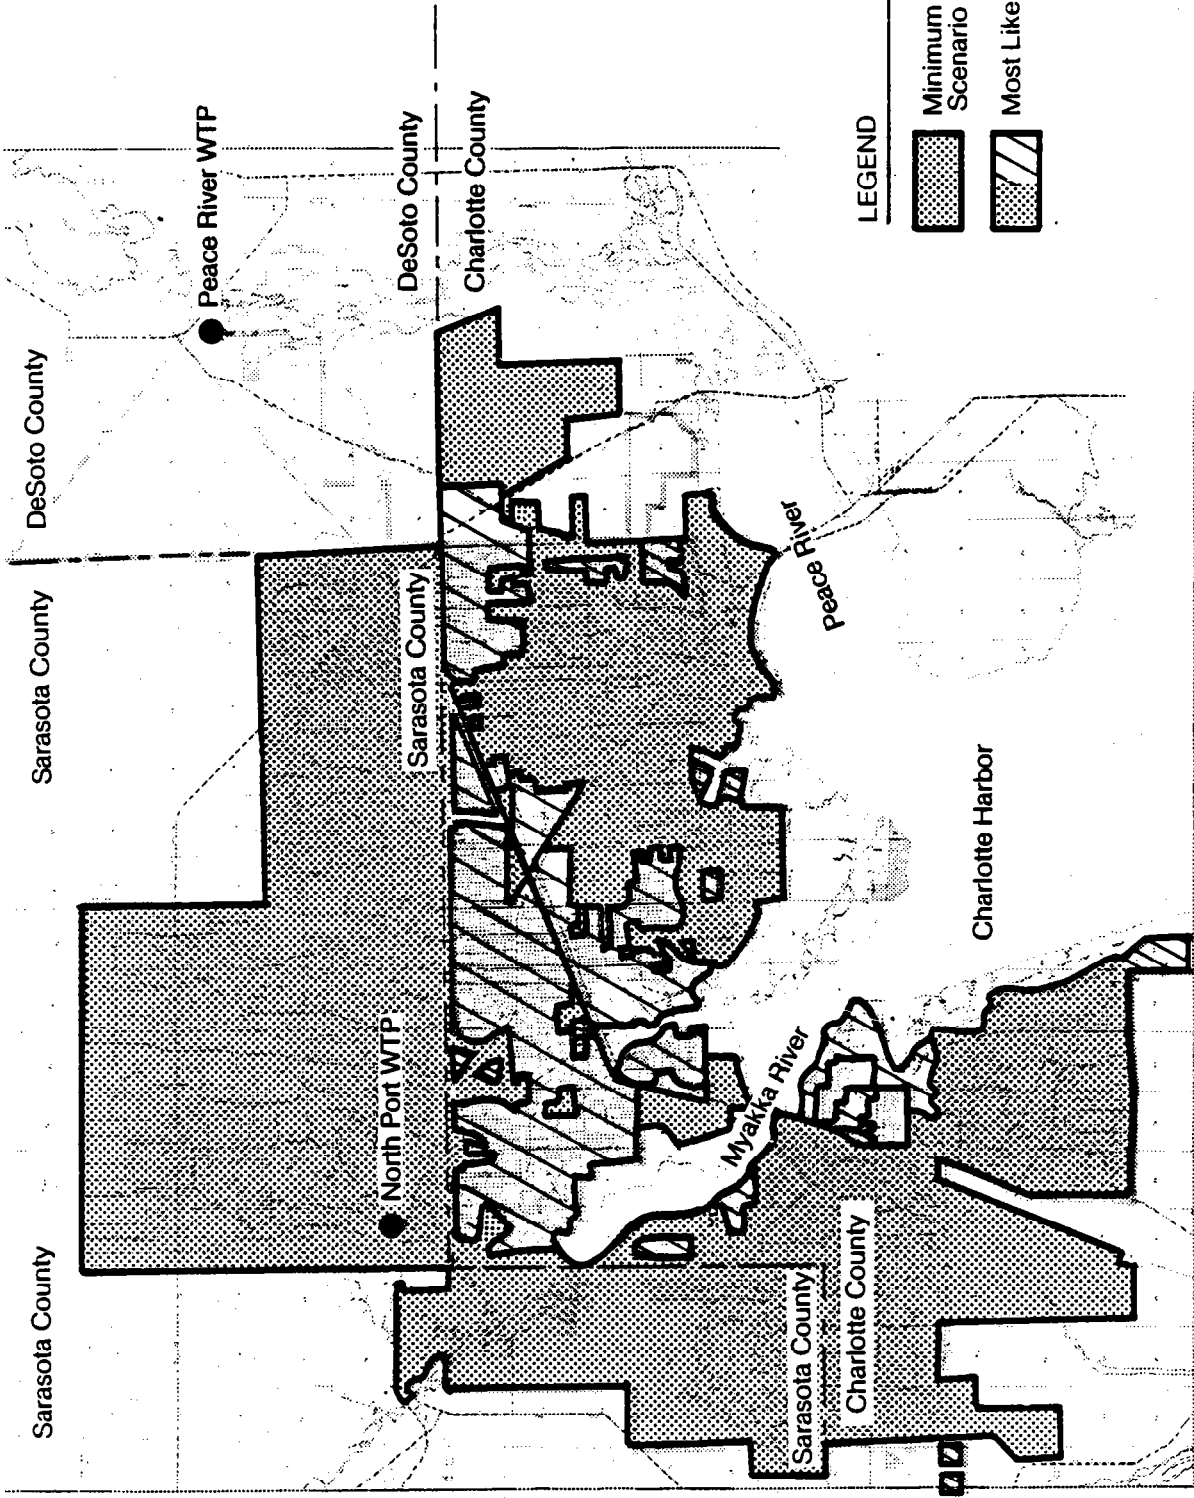 Sarasota County
Sarasota County
DeSoto County
Peace River WTP
North Port WTP
Sarasota County
DeSoto County
Charlotte County
Sarasota County
Charlotte County
Myakka River
Peace River
Charlotte Harbor
LEGEND
Minimum
Scenario
Most Like